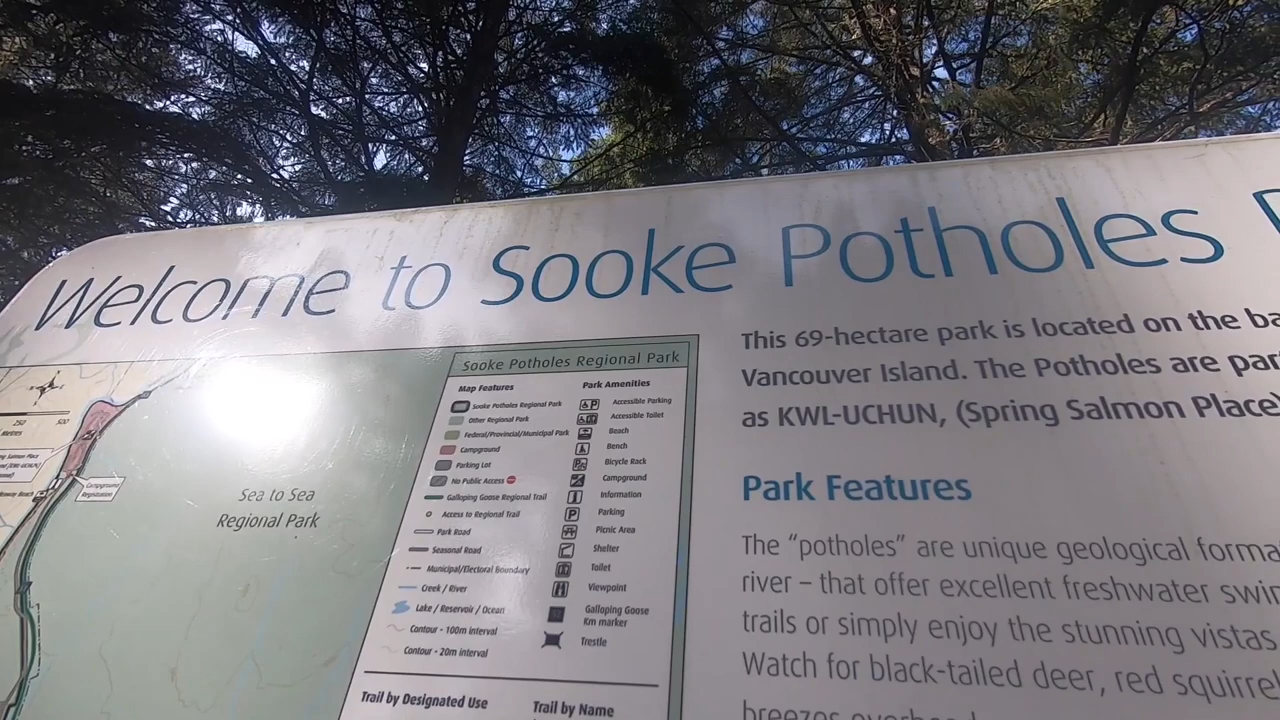 Welcome to Sooke Potholes
250
500
Metres
Campground
Registration
Sea to Sea
Regional Park
Sooke Potholes Regional Park
Map Features
Sooke Potholes Regional Park
Other Regional Park
Federal/Provincial/Municipal Park
Campground
Parking Lot
No Public Access
Galloping Goose Regional Trail
Access to Regional Trail
Park Road
Seasonal Road
Municipal/Electoral Boundary
Creek / River
Lake / Reservoir / Ocean
Contour - 100m interval
Contour - 20m interval
Park Amenities
Accessible Parking
Accessible Toilet
Beach
Bench
Bicycle Rack
Campground
Information
P Parking
Picnic Area
Shelter
Toilet
Viewpoint
Galloping Goose
Km marker
Trestle
Trail by Designated Use
Trail by Name
This 69-hectare park is located on the ba
Vancouver Island. The Potholes are par
as KWL-UCHUN, (Spring Salmon Place)
Park Features
The “potholes” are unique geological forma
river – that offer excellent freshwater swi
trails or simply enjoy the stunning vistas
Watch for black-tailed deer, red squirrel
breezes overhead